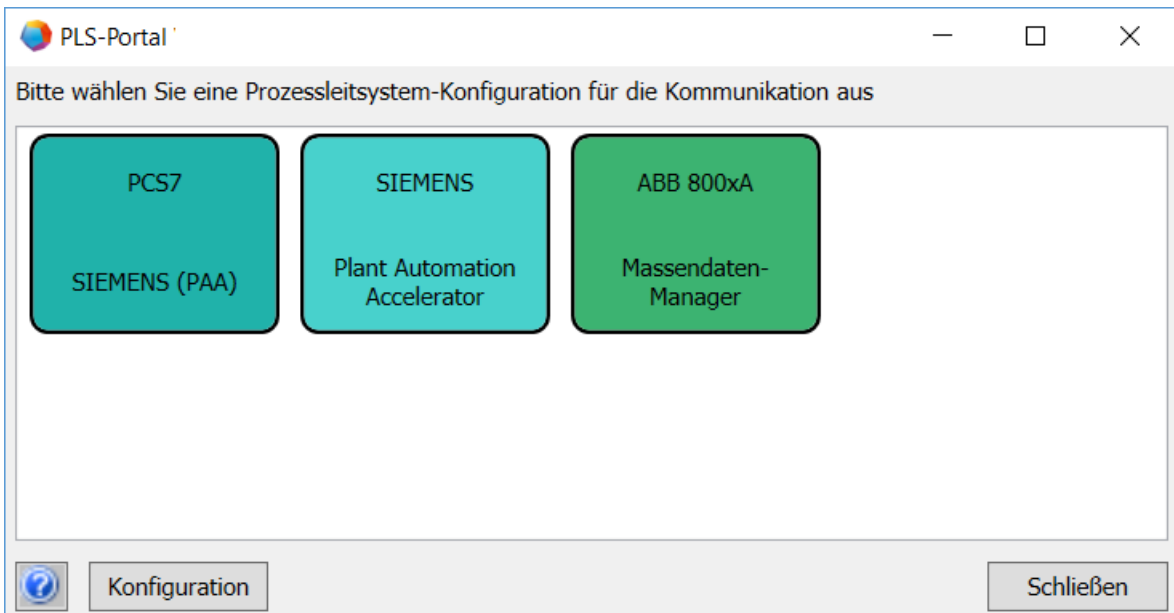 PLS-Portal
Bitte wählen Sie eine Prozessleitsystem-Konfiguration für die Kommunikation aus
PCS7
SIEMENS (PAA)
SIEMENS
Plant Automation
Accelerator
ABB 800xA
Massendaten-
Manager
Konfiguration
Schließen